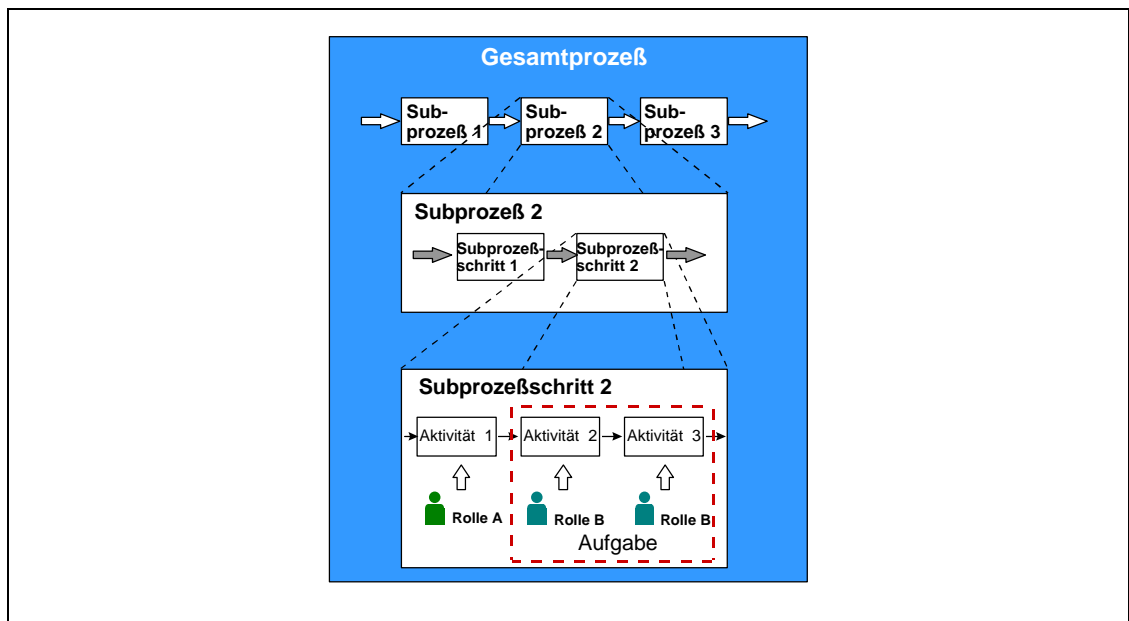 Gesamtprozeß
Sub-
prozeß 1
Sub-
prozeß 2
Sub-
prozeß 3
Subprozeß 2
Subprozeß-
schritt 1
Subprozeß-
schritt 2
Subprozeßschritt 2
Aktivität 1
Aktivität 2
Aktivität 3
Rolle A
Rolle B
Rolle B
Aufgabe